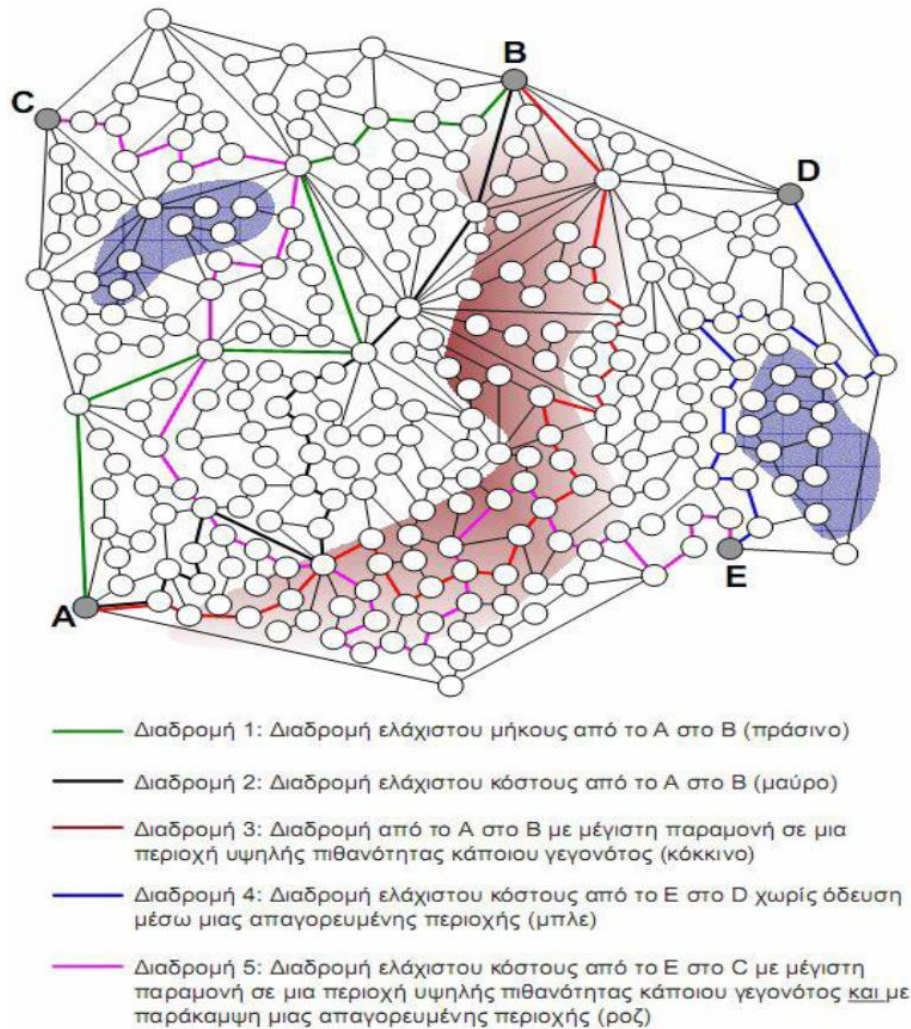 B
C
D
E
A
Διαδρομή 1: Διαδρομή ελάχιστου μήκους από το Α στο Β (πράσινο)
Διαδρομή 2: Διαδρομή ελάχιστου κόστους από το Α στο Β (μαύρο)
Διαδρομή 3: Διαδρομή από το Α στο Β με μέγιστη παραμονή σε μια
περιοχή υψηλής πιθανότητας κάποιου γεγονότος (κόκκινο)
Διαδρομή 4: Διαδρομή ελάχιστου κόστους από το Ε στο D χωρίς όδευση
μέσω μιας απαγορευμένης περιοχής (μπλε)
Διαδρομή 5: Διαδρομή ελάχιστου κόστους από το Ε στο C με μέγιστη
παραμονή σε μια περιοχή υψηλής πιθανότητας κάποιου γεγονότος και με
παράκαμψη μιας απαγορευμένης περιοχής (ροζ)